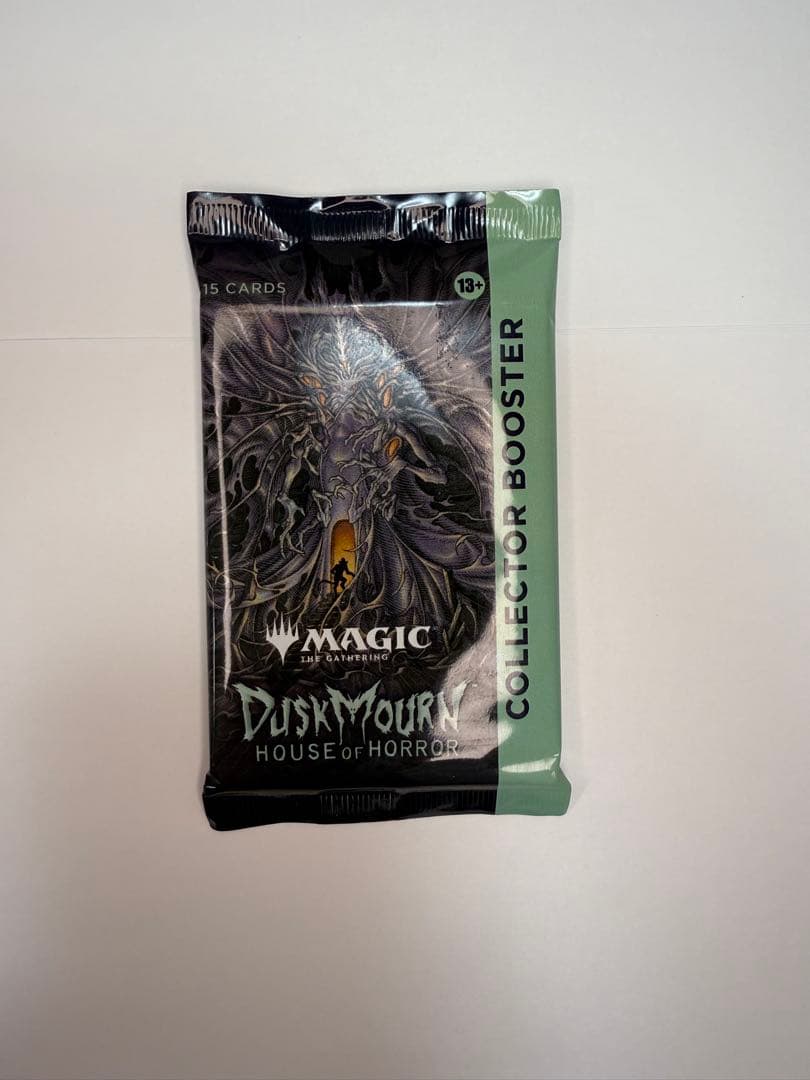 15 CARDS
13+
COLLECTOR BOOSTER
MAGIC
THE GATHERING
DUSKMOURN
HOUSE OF HORROR